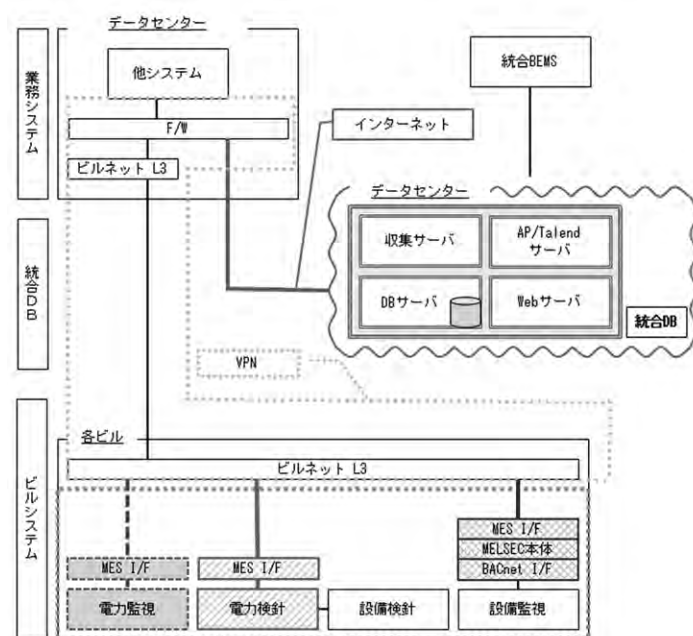 業務システム
データセンター
他システム
F/W
ビルネット L3
インターネット
統合BEMS
統合DB
データセンター
収集サーバ
AP/Talend
サーバ
DBサーバ
Webサーバ
統合DB
VPN
ビルシステム
各ビル
ビルネット L3
MES I/F
電力監視
MES I/F
電力検針
設備検針
MES I/F
MELSEC本体
BACnet I/F
設備監視